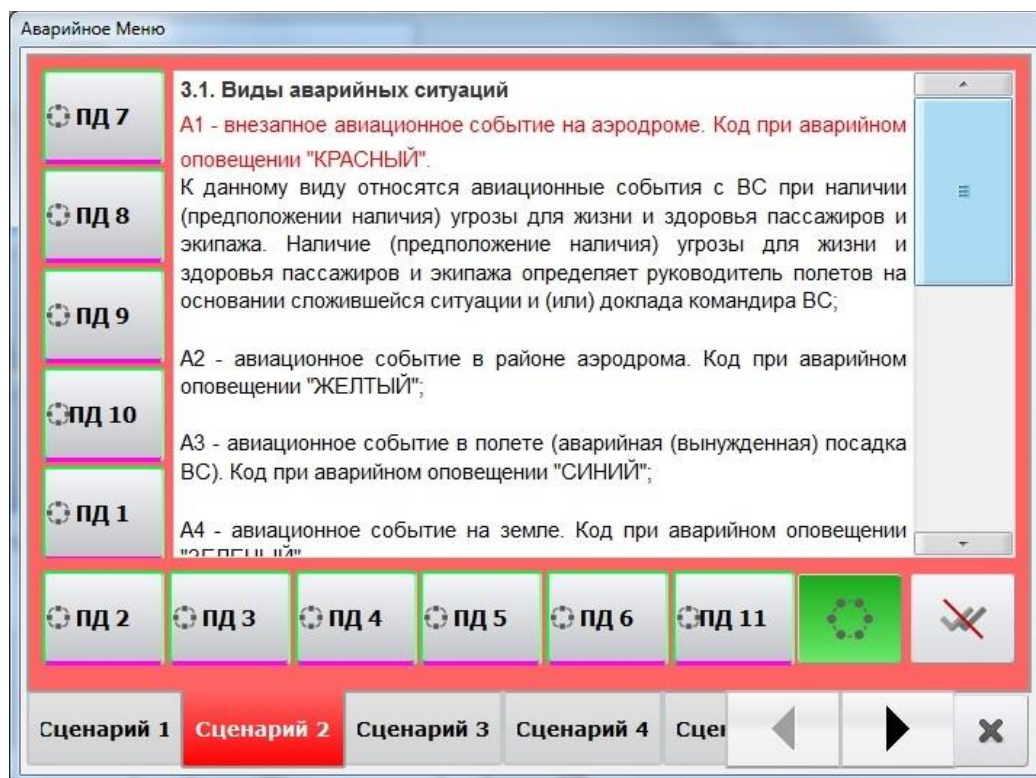 Аварийное Меню
ПД 7
ПД 8
ПД 9
ПД 10
ПД 1
3.1. Виды аварийных ситуаций
А1 - внезапное авиационное событие на аэродроме. Код при аварийном
оповещении "КРАСНЫЙ".
К данному виду относятся авиационные события с ВС при наличии
(предположении наличия) угрозы для жизни и здоровья пассажиров и
экипажа. Наличие (предположение наличия) угрозы для жизни и
здоровья пассажиров и экипажа определяет руководитель полетов на
основании сложившейся ситуации и (или) доклада командира ВС;
А2 - авиационное событие в районе аэродрома. Код при аварийном
оповещении "ЖЕЛТЫЙ";
А3 - авиационное событие в полете (аварийная (вынужденная) посадка
ВС). Код при аварийном оповещении "СИНИЙ";
А4 - авиационное событие на земле. Код при аварийном оповещении
"ЗЕЛЕНЫЙ"
ПД 2 ПД 3 ПД 4 ПД 5 ПД 6 ПД 11
Сценарий 1 Сценарий 2 Сценарий 3 Сценарий 4 Сцен